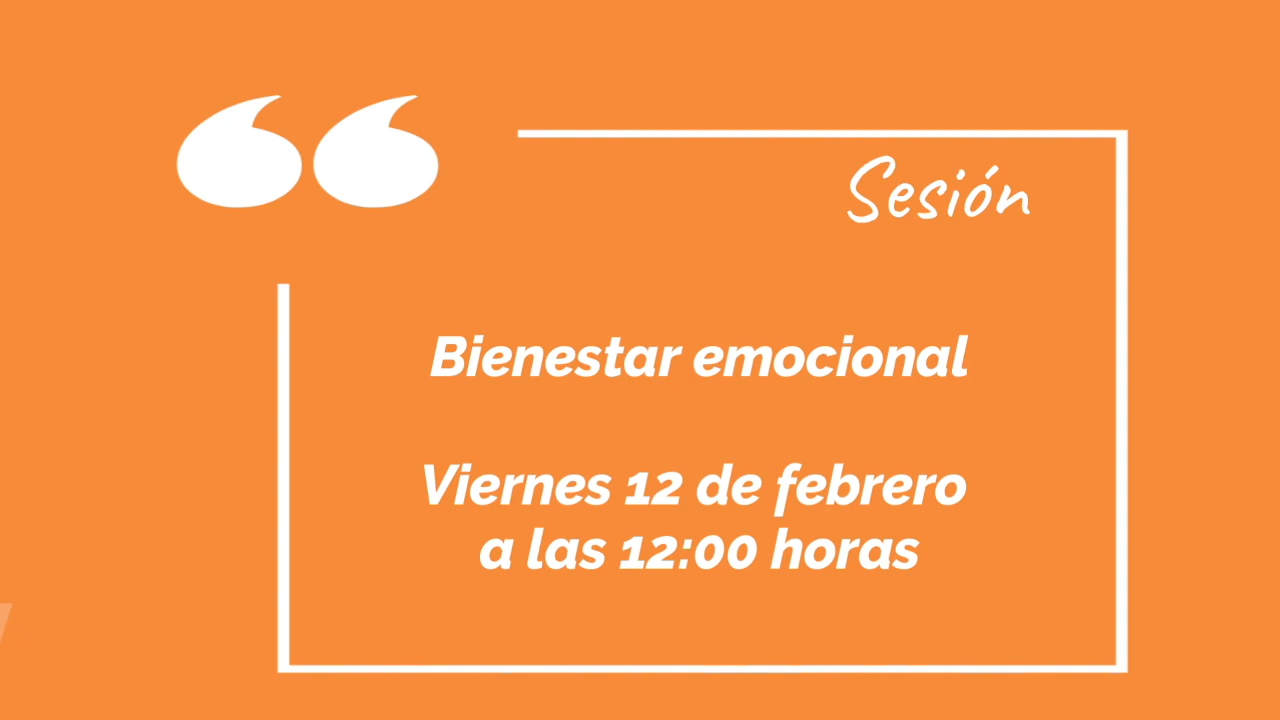 Sesión
Bienestar emocional
Viernes 12 de febrero
a las 12:00 horas